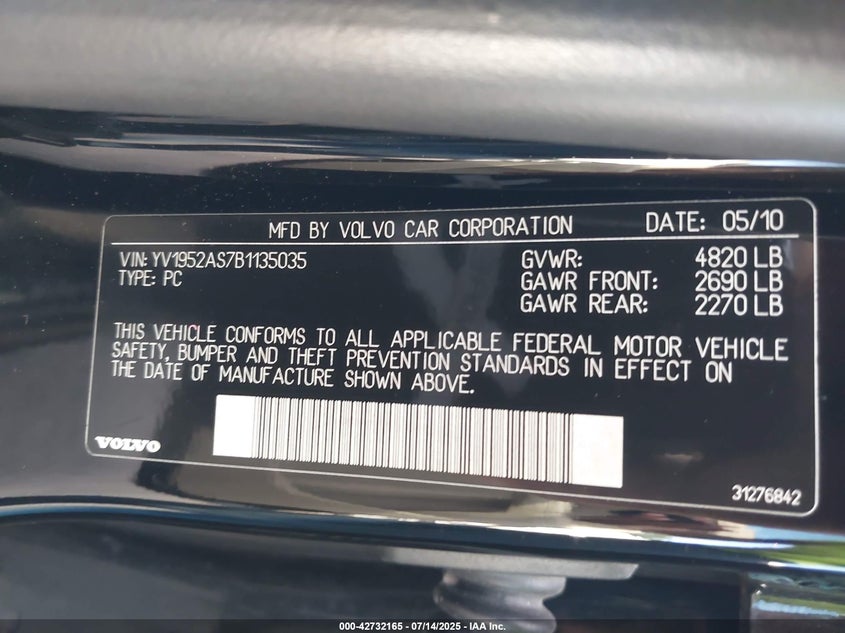 MFD BY VOLVO CAR CORPORATION DATE: 05/10
VIN: YV1952AS7B1135035 GVWR: 4820 LB
TYPE: PC GAWR FRONT: 2690 LB
GAWR REAR: 2270 LB
THIS VEHICLE CONFORMS TO ALL APPLICABLE FEDERAL MOTOR VEHICLE
SAFETY, BUMPER AND THEFT PREVENTION STANDARDS IN EFFECT ON
THE DATE OF MANUFACTURE SHOWN ABOVE.
VOLVO
31276842
000-42732165 - 07/14/2025 - IAA Inc.